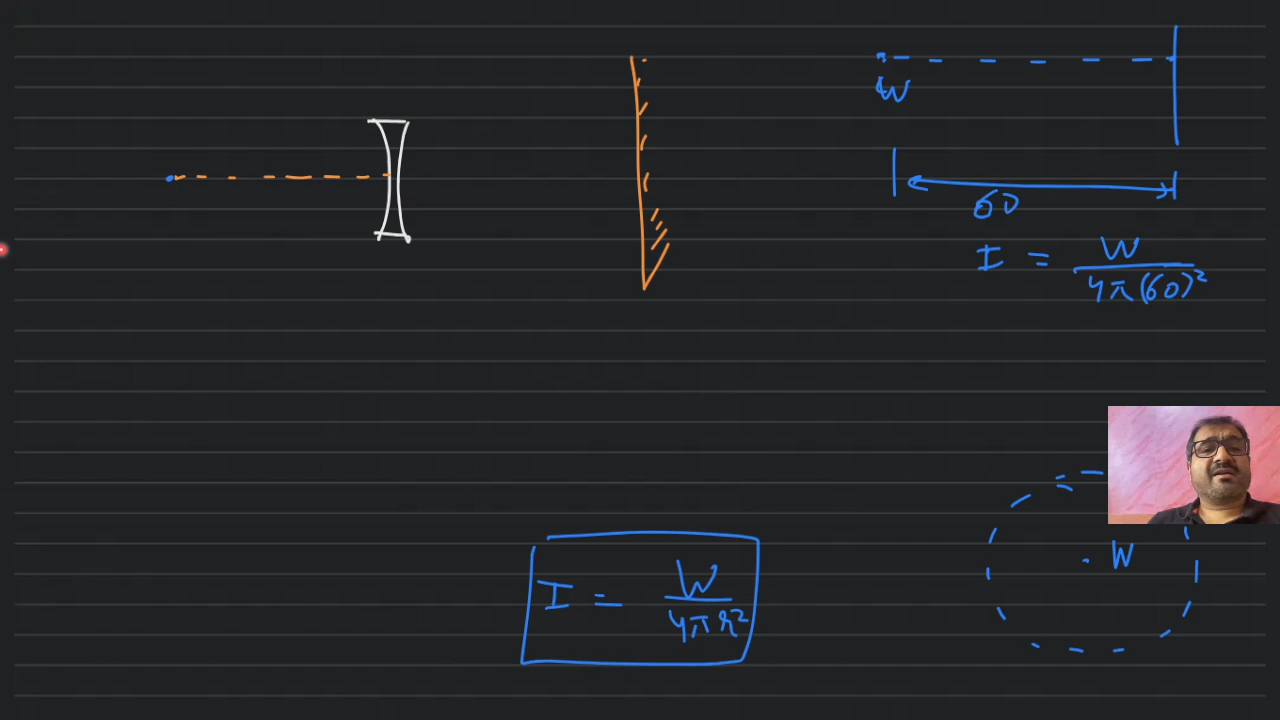 W
60
I = W / 4π(60)²
W
I = W / 4πr²